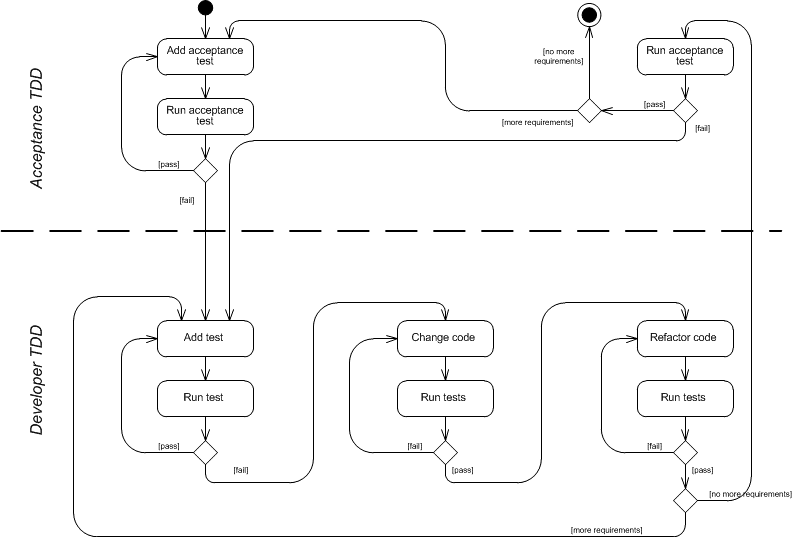 Acceptance TDD
Add acceptance
test
[no more
requirements]
Run acceptance
test
Run acceptance
test
[pass]
[more requirements]
[fail]
[pass]
[fail]
Developer TDD
Add test
Change code
Refactor code
Run test
Run tests
Run tests
[pass]
[fail]
[fail]
[fail]
[pass]
[pass]
[no more requirements]
[more requirements]